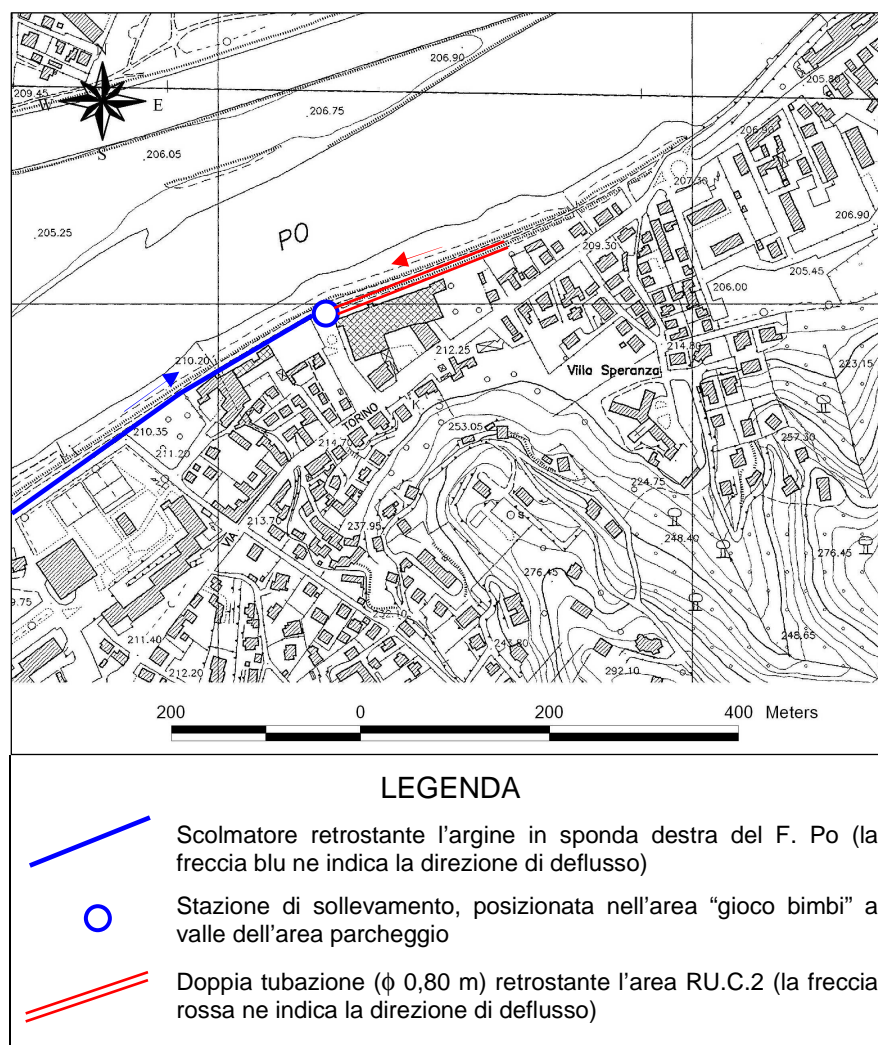 206.90
205.80
209.45
W E
206.75
S
206.05
206.90
207.30
205.25
PO
206.90
209.30
205.45
206.00
210.20
212.25
214.80
223.15
Villa Speranza
TORINO
K
210.35
253.05
214.70
211.20
257.30
224.75
213.70
237.95
s
VIA
248.40
276.45
276.45
9.75
211.40
248.65
212.20
292.10
200 0 200 400 Meters
LEGENDA
Scolmatore retrostante l’argine in sponda destra del F. Po (la
freccia blu ne indica la direzione di deflusso)
Stazione di sollevamento, posizionata nell’area “gioco bimbi” a
valle dell’area parcheggio
Doppia tubazione (ϕ 0,80 m) retrostante l’area RU.C.2 (la freccia
rossa ne indica la direzione di deflusso)